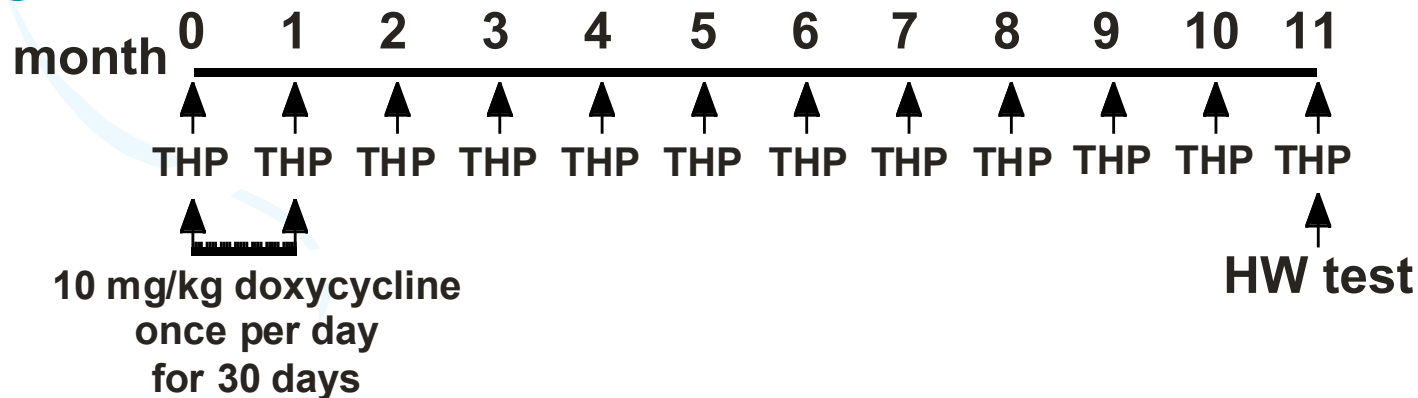 month 0 1 2 3 4 5 6 7 8 9 10 11
THP THP THP THP THP THP THP THP THP THP THP THP
HW test
10 mg/kg doxycycline
once per day
for 30 days